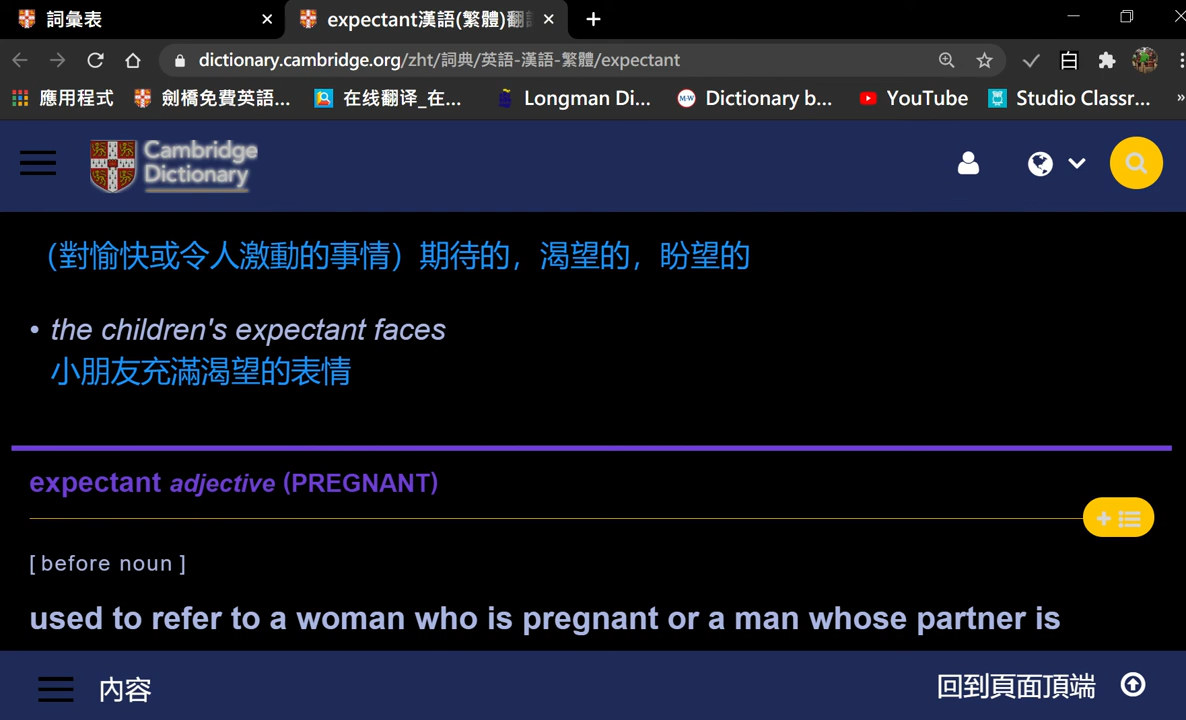 詞彙表
expectant漢語(繁體)翻
dictionary.cambridge.org/zht/詞典/英語-漢語-繁體/expectant
白
應用程式
劍橋免費英語...
在线翻译_在...
Longman Di...
M-W
Dictionary b...
YouTube
Studio Classr...
»
Cambridge
Dictionary
(對愉快或令人激動的事情）期待的，渴望的，盼望的
• the children's expectant faces
小朋友充滿渴望的表情
expectant adjective (PREGNANT)
[ before noun ]
used to refer to a woman who is pregnant or a man whose partner is
內容
回到頁面頂端